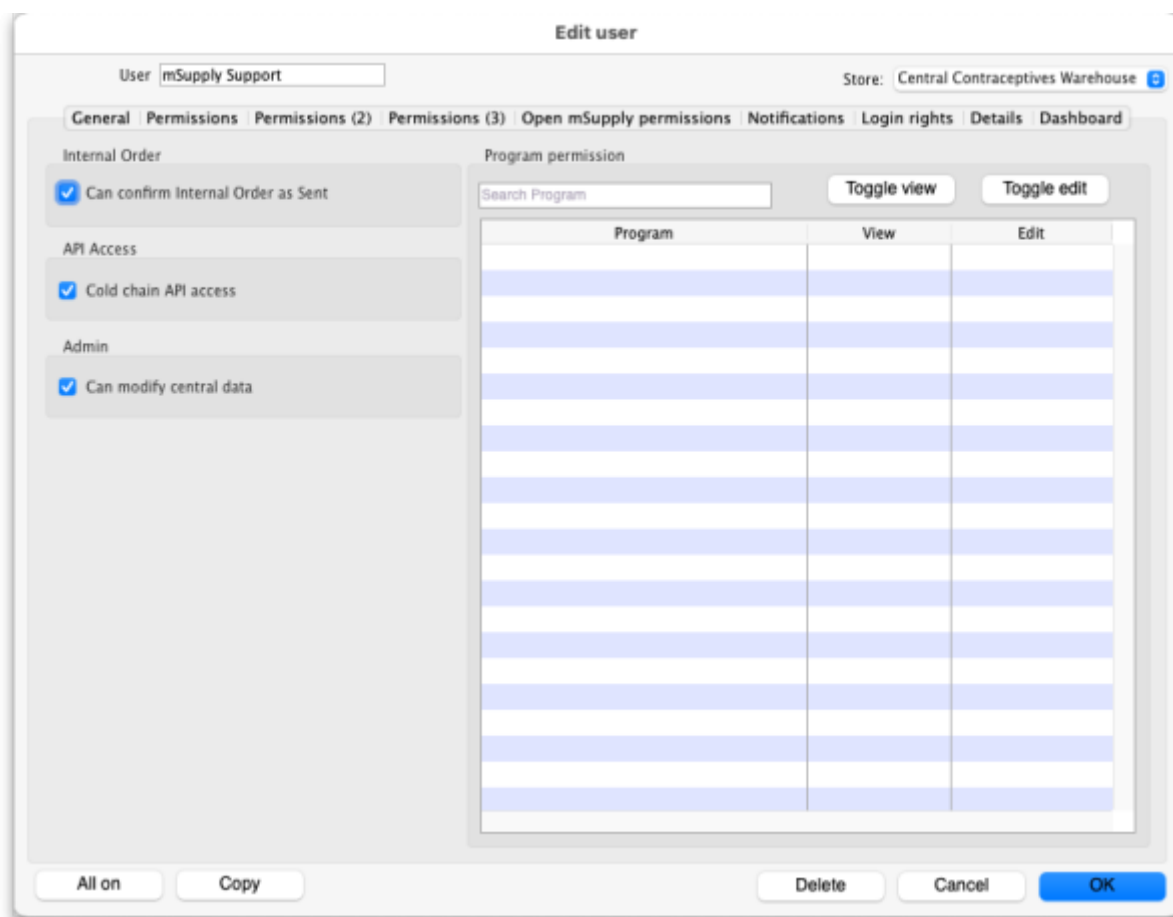 Edit user
User mSupply Support
Store: Central Contraceptives Warehouse
General Permissions Permissions (2) Permissions (3) Open mSupply permissions Notifications Login rights Details Dashboard
Internal Order
Can confirm Internal Order as Sent
API Access
Cold chain API access
Admin
Can modify central data
Program permission
Search Program Toggle view Toggle edit
Program View Edit
All on Copy Delete Cancel OK